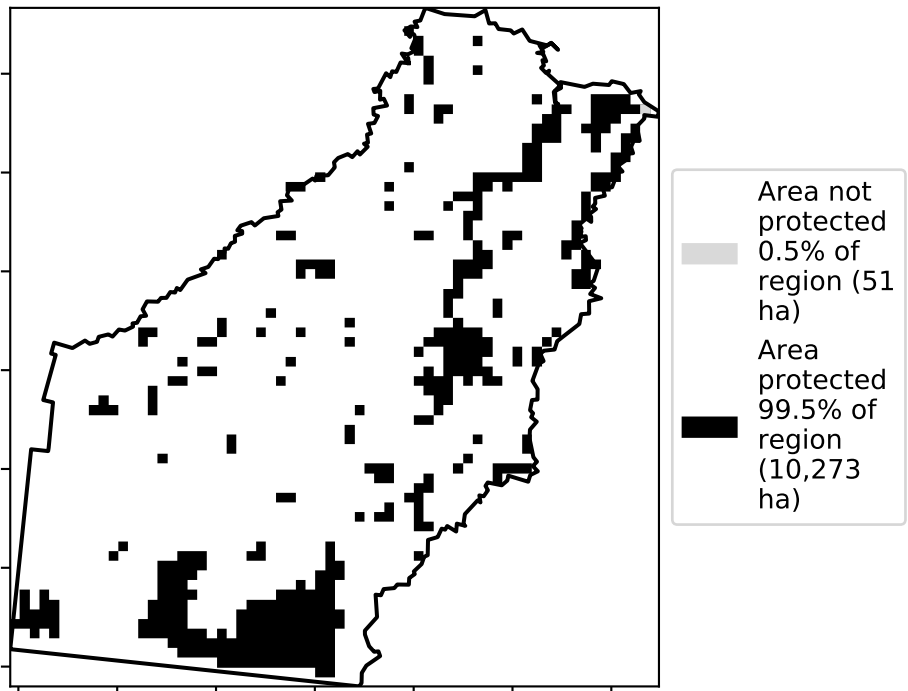 Area not
protected
0.5% of
region (51
ha)
Area
protected
99.5% of
region
(10,273
ha)